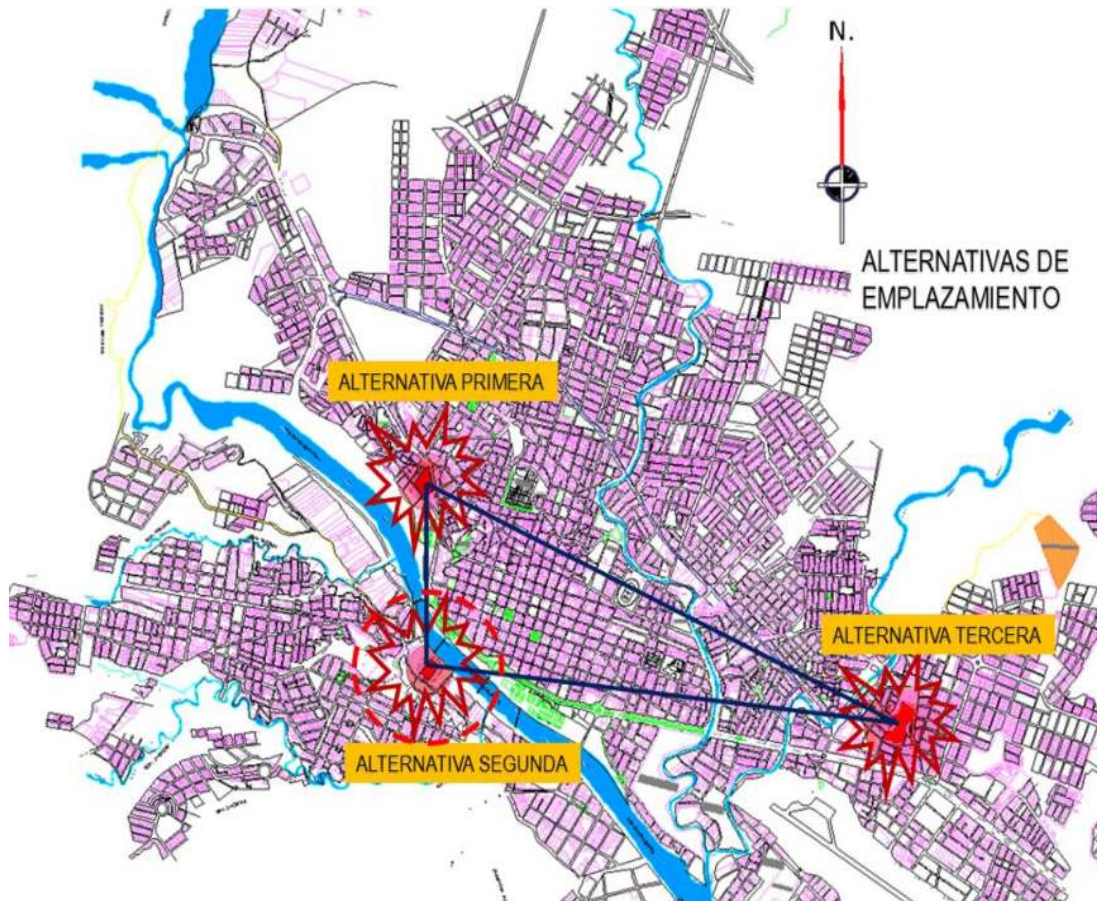 N.
ALTERNATIVAS DE
EMPLAZAMIENTO
ALTERNATIVA PRIMERA
ALTERNATIVA TERCERA
ALTERNATIVA SEGUNDA